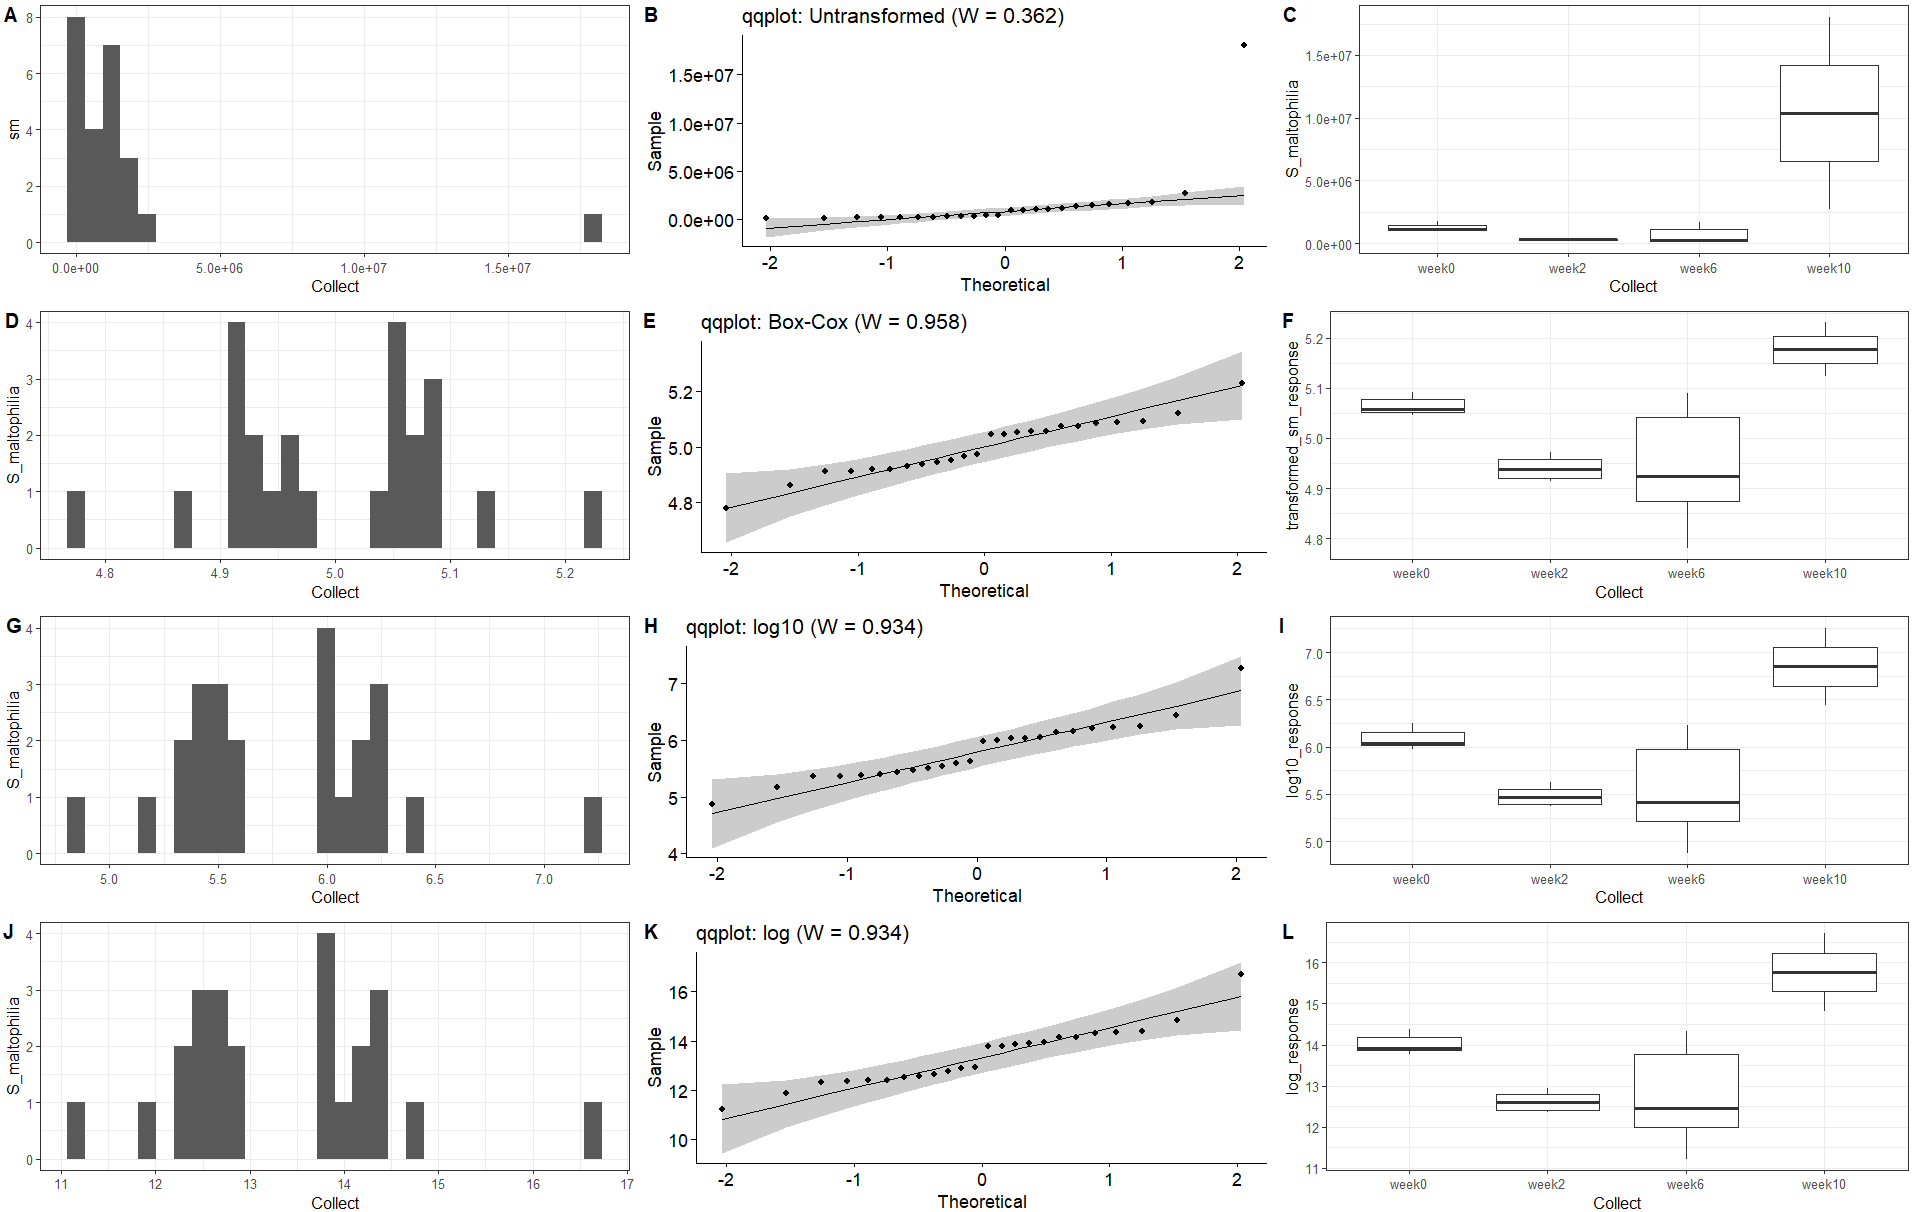 A
sm
8
6
4
2
0
0.0e+00 5.0e+06 1.0e+07 1.5e+07
Collect
B qqplot: Untransformed (W = 0.362)
Sample
1.5e+07
1.0e+07
5.0e+06
0.0e+00
-2 -1 0 1 2
Theoretical
C
S_maltophilia
1.5e+07
1.0e+07
5.0e+06
0.0e+00
week0 week2 week6 week10
Collect
D
S_maltophilia
4
3
2
1
0
4.8 4.9 5.0 5.1 5.2
Collect
E qqplot: Box-Cox (W = 0.958)
Sample
5.2
5.0
4.8
-2 -1 0 1 2
Theoretical
F
transformed_sm_response
5.2
5.1
5.0
4.9
4.8
week0 week2 week6 week10
Collect
G
S_maltophilia
4
3
2
1
0
5.0 5.5 6.0 6.5 7.0
Collect
H qqplot: log10 (W = 0.934)
Sample
7
6
5
4
-2 -1 0 1 2
Theoretical
I
log10_response
7.0
6.5
6.0
5.5
5.0
week0 week2 week6 week10
Collect
J
S_maltophilia
4
3
2
1
0
11 12 13 14 15 16 17
Collect
K qqplot: log (W = 0.934)
Sample
16
14
12
10
-2 -1 0 1 2
Theoretical
L
log_response
16
15
14
13
12
11
week0 week2 week6 week10
Collect